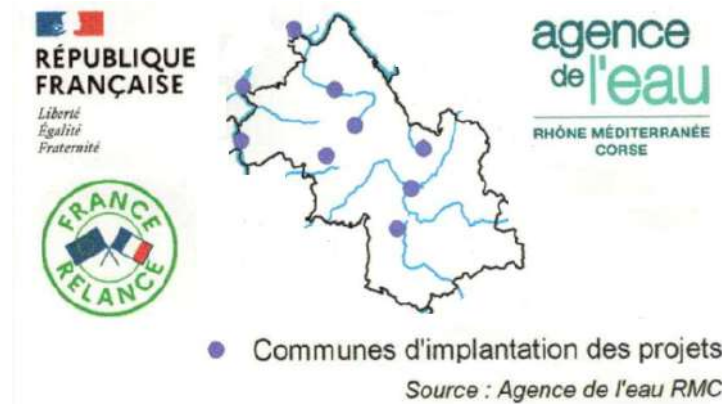 RÉPUBLIQUE
FRANÇAISE
Liberté
Égalité
Fraternité
FRANCE
RELANCE
agence
de l'eau
RHÔNE MÉDITERRANÉE
CORSE
Communes d'implantation des projets
Source : Agence de l'eau RMC